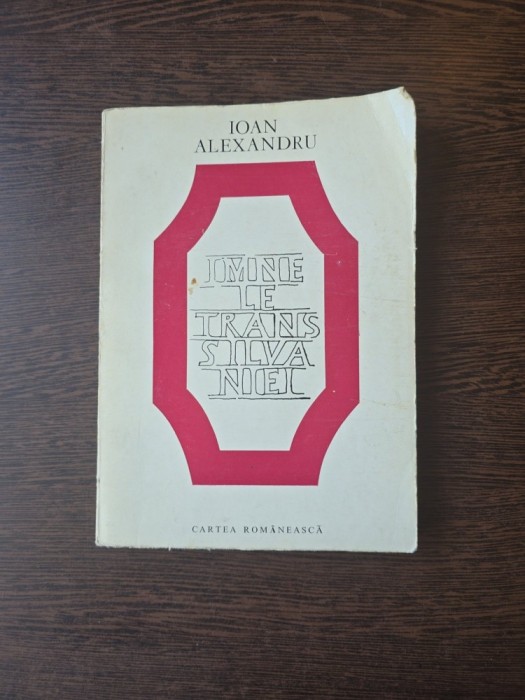 IOAN
ALEXANDRU
IMNE
LE
TRANS
SILVA
NIEI
CARTEA ROMÂNEASCĂ